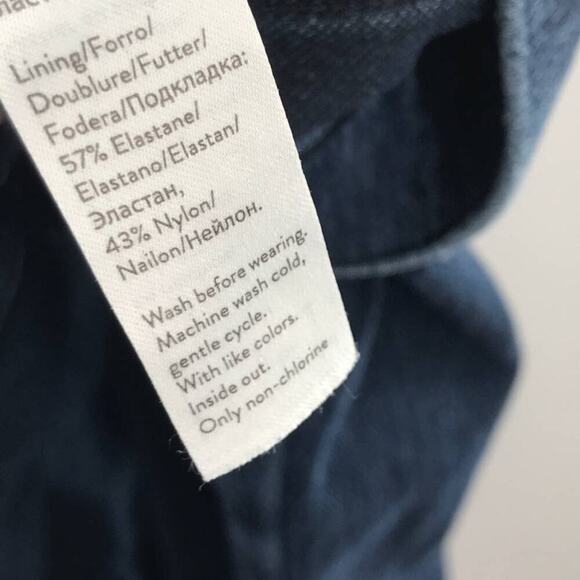 Lining/Forro/
Doublure/Futter/
Fodera/Подкладка:
57% Elastane/
Elastano/Elastan/
Эластан,
43% Nylon/
Nailon/Нейлон.
Wash before wearing.
Machine wash cold,
gentle cycle.
With like colors.
Inside out.
Only non-chlorine